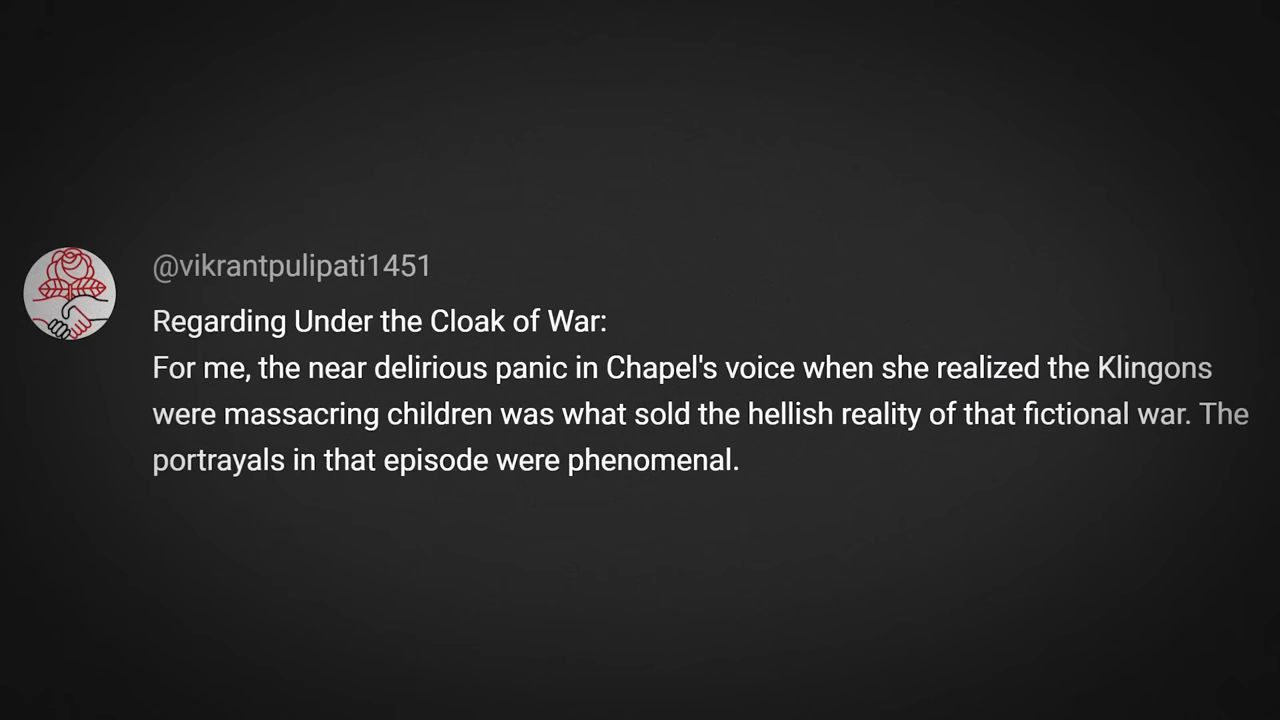 @vikrantpulipati1451
Regarding Under the Cloak of War:
For me, the near delirious panic in Chapel's voice when she realized the Klingons
were massacring children was what sold the hellish reality of that fictional war. The
portrayals in that episode were phenomenal.